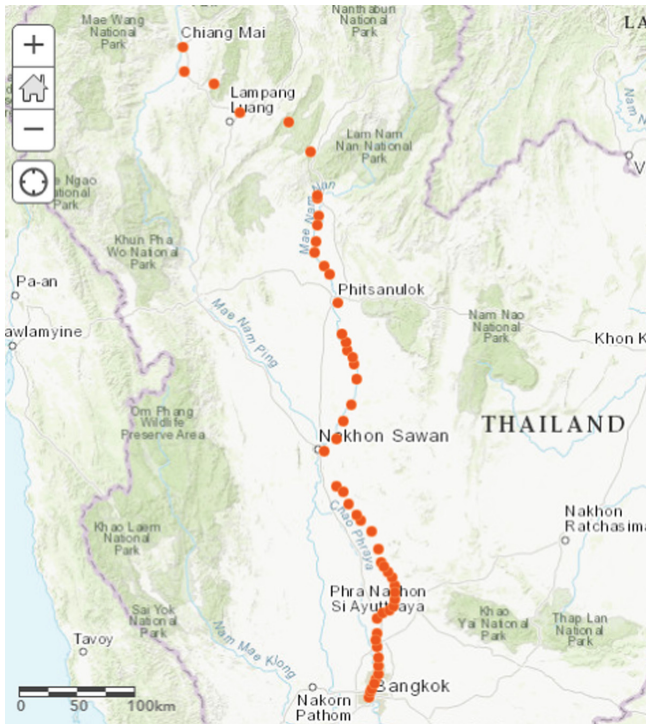 Mae Wang
National
Park
Chiang Mai
Nanthabun
National
Park
LA
+
−
Lampang
Luang
Lam Nam
Nan National
Park
Mae Nam Nan
Nam
V
e Ngao
ational
Park
Khun Pha
Wo National
Park
Pa-an
Phitsanulok
Mae Nam Ping
Nam Nao
National
Park
awlamyine
Khon K
Om Phang
Wildlife
Preserve Area
THAILAND
Nakhon Sawan
Khao Laem
National
Park
Chao Phraya
Nakhon
Ratchasima
Phra Nakhon
Si Ayutthaya
Sai Yok
National
Park
Khao
Yai National
Park
Thap Lan
National
Park
Tavoy
Nam Mae Klong
Bangkok
Nakorn
Pathom
0 50 100km